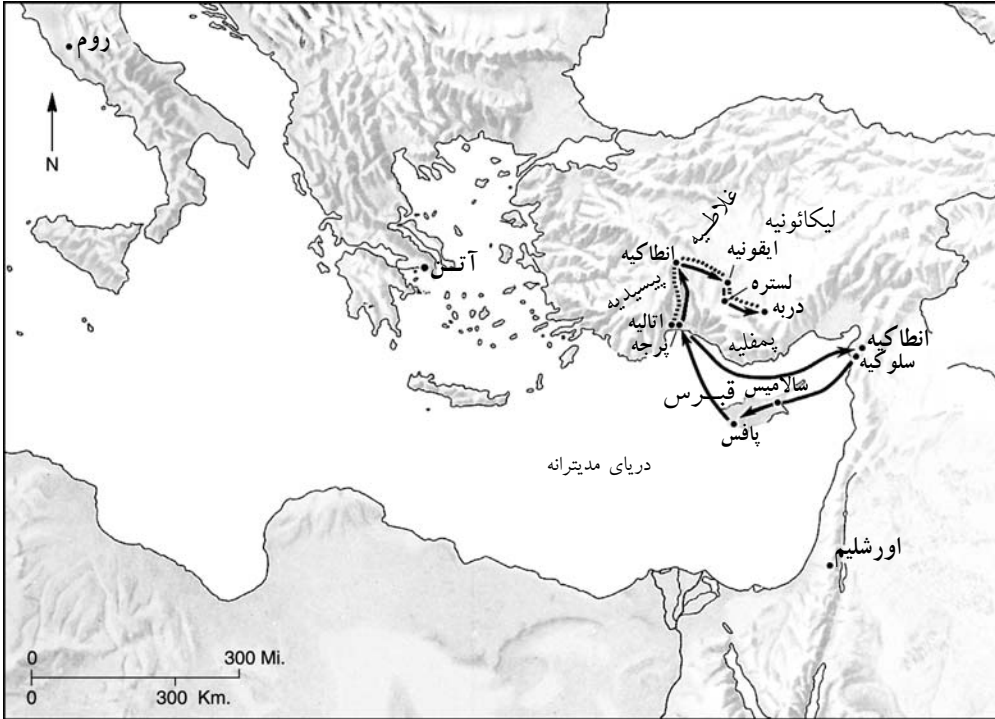 روم
N
غلاطیه
لیکائونیه
انطاکیه
ایقونیه
پیسیدیه
لستره
دربه
آتن
اتالیه
پرجه
پمفلیه
انطاکیه
سلوکیه
سالامیس
قبرس
پافس
دریای مدیترانه
اورشلیم
0 300 Mi.
0 300 Km.